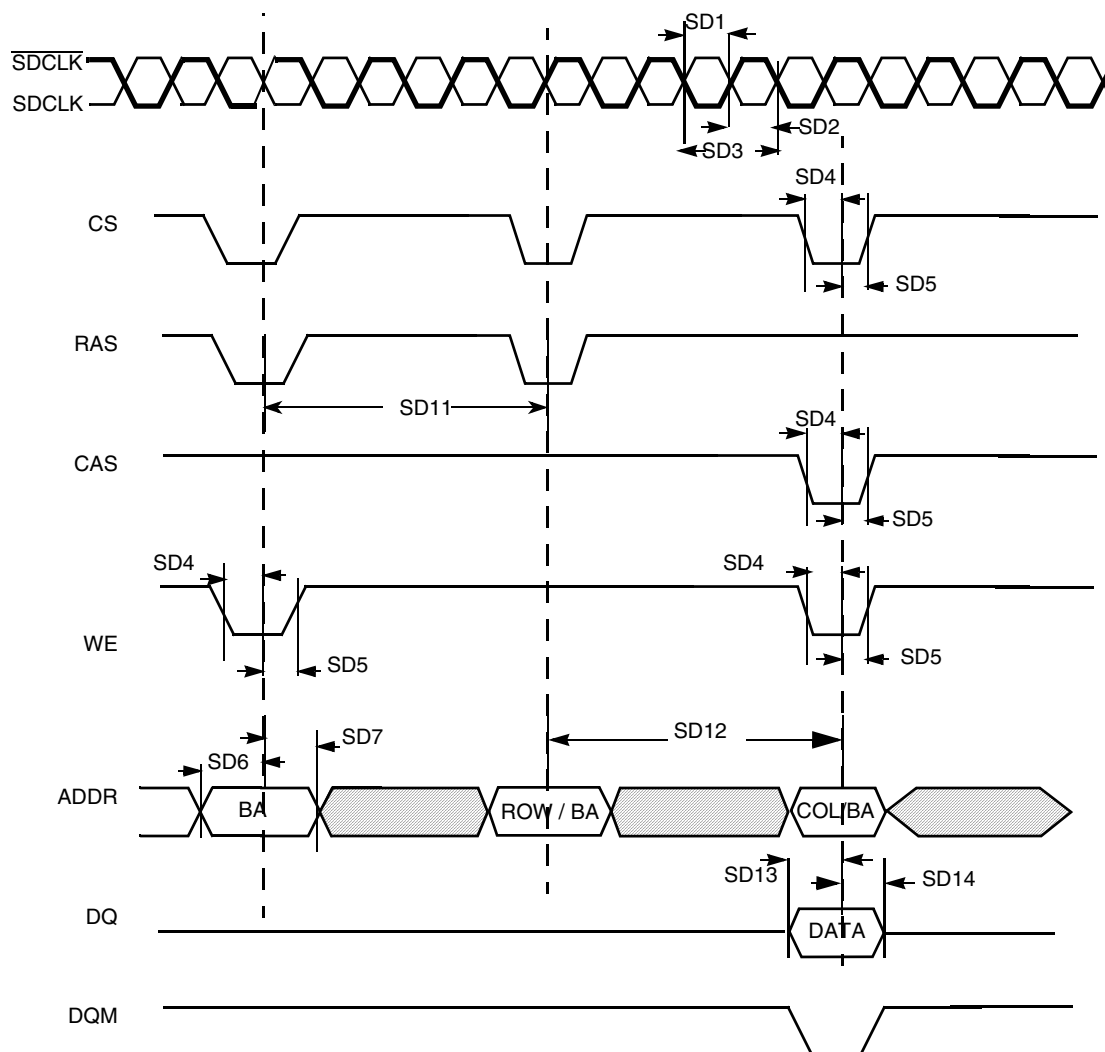 SD1
SDCLK
SDCLK
SD2
SD3
SD4
CS
SD5
RAS
SD11
SD4
CAS
SD5
SD4
SD4
WE
SD5
SD5
SD12
SD7
SD6
ADDR
BA
ROW / BA
COL/BA
SD13
SD14
DQ
DATA
DQM